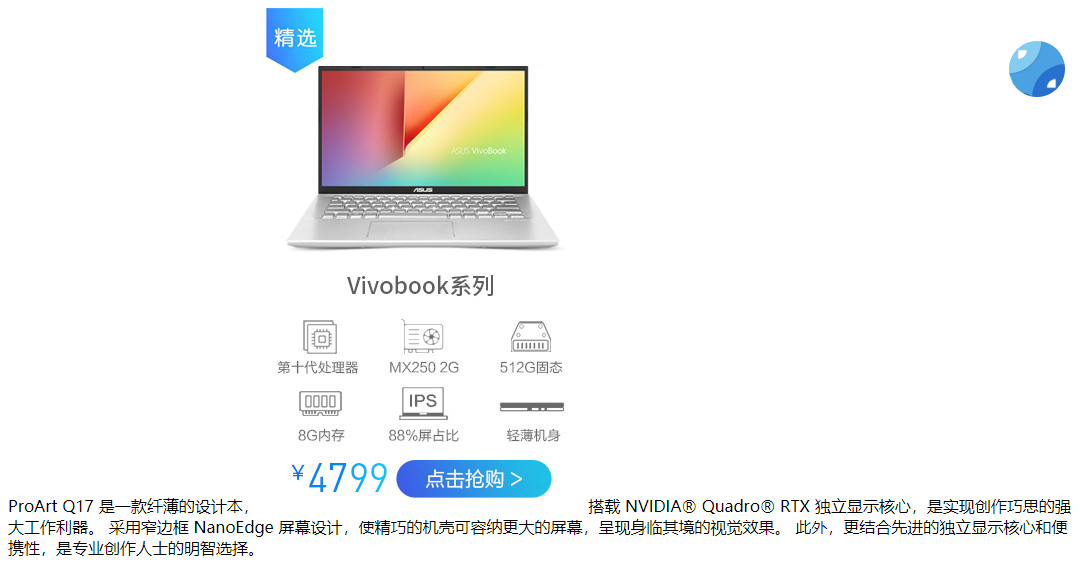 精选
ASUS VivoBook
ASUS
Vivobook系列
第十代处理器 MX250 2G 512G固态
IPS
8G内存 88%屏占比 轻薄机身
¥4799 点击抢购 >
ProArt Q17 是一款纤薄的设计本， 搭载 NVIDIA® Quadro® RTX 独立显示核心，是实现创作巧思的强
大工作利器。 采用窄边框 NanoEdge 屏幕设计，使精巧的机壳可容纳更大的屏幕，呈现身临其境的视觉效果。 此外，更结合先进的独立显示核心和便
携性，是专业创作人士的明智选择。